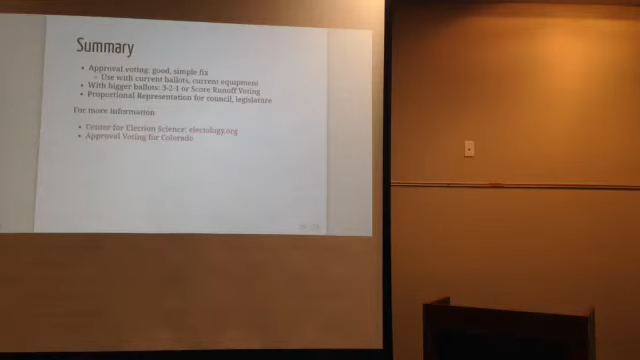 Summary
• Approval voting: good, simple fix
◦ Use with current ballots, current equipment
• With bigger ballots: 3-2-1 or Score Runoff Voting
• Proportional Representation for council, legislature
For more information
• Center for Election Science: electology.org
• Approval Voting for Colorado